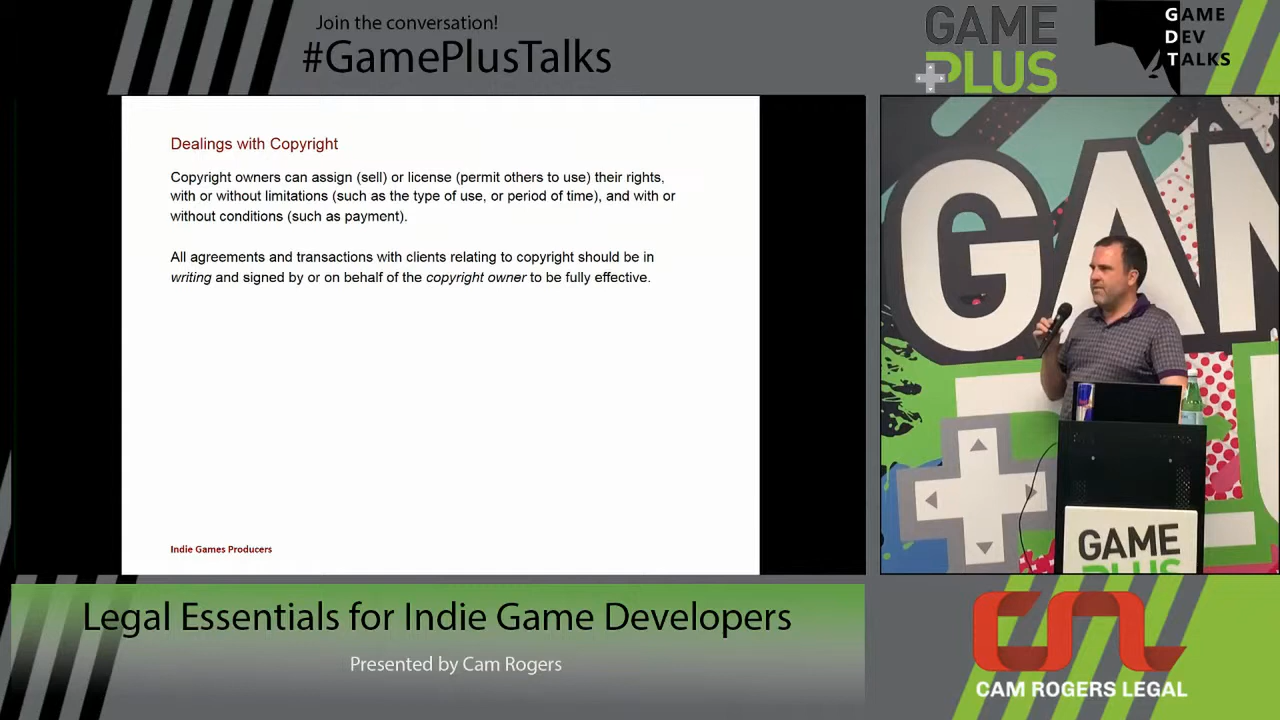 Join the conversation!
#GamePlusTalks
GAME
PLUS
GAME
DEV
TALKS
Dealings with Copyright
Copyright owners can assign (sell) or license (permit others to use) their rights,
with or without limitations (such as the type of use, or period of time), and with or
without conditions (such as payment).
All agreements and transactions with clients relating to copyright should be in
writing and signed by or on behalf of the copyright owner to be fully effective.
Indie Games Producers
GAM
GAME
PLUS
Legal Essentials for Indie Game Developers
Presented by Cam Rogers
CAM ROGERS LEGAL